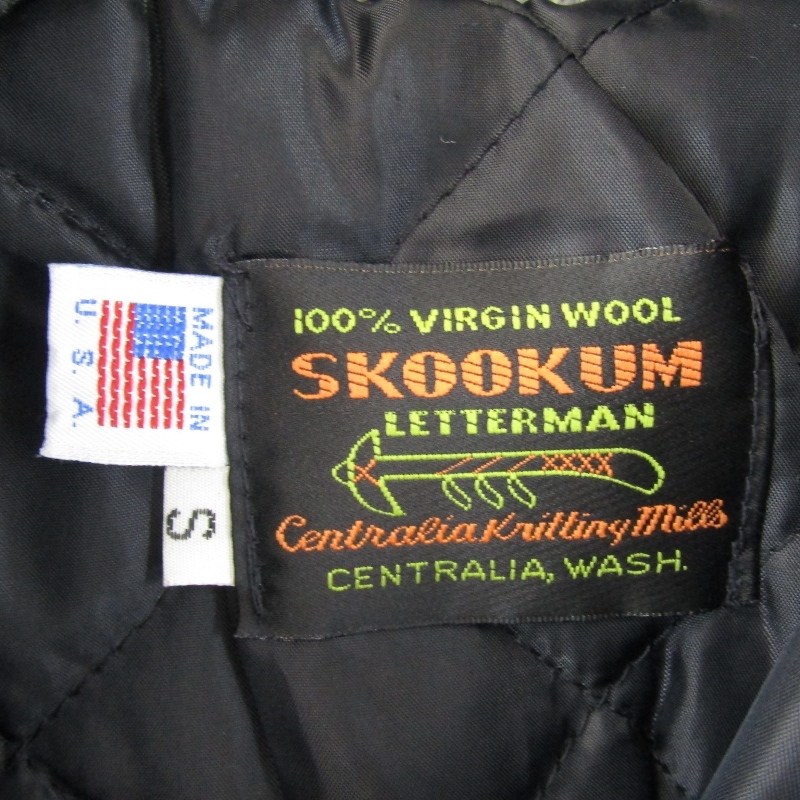 100% VIRGIN WOOL
SKOOKUM
LETTERMAN
Centralia Knitting Mills
CENTRALIA, WASH.
MADE IN
U. S. A.
S